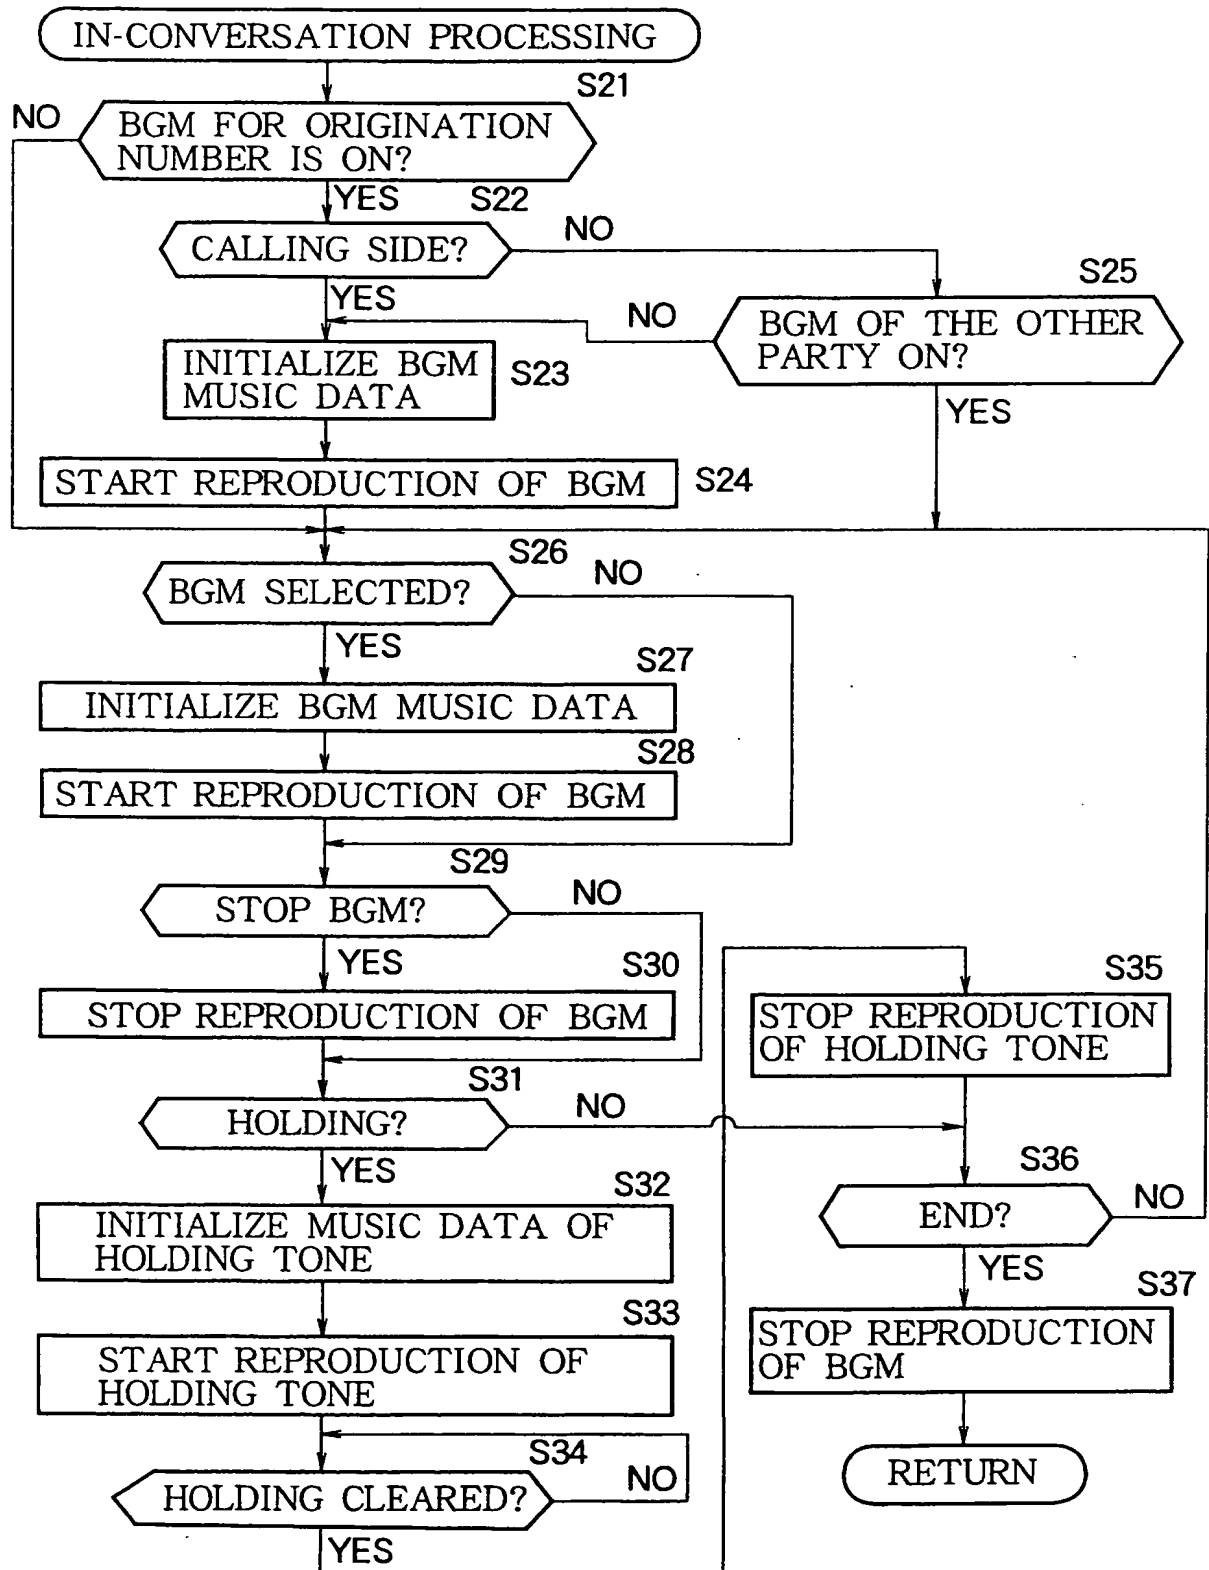 IN-CONVERSATION PROCESSING
S21
NO
BGM FOR ORIGINATION
NUMBER IS ON?
YES
S22
CALLING SIDE?
NO
S25
YES
NO
BGM OF THE OTHER
PARTY ON?
INITIALIZE BGM
MUSIC DATA
S23
YES
START REPRODUCTION OF BGM
S24
S26
BGM SELECTED?
NO
YES
S27
INITIALIZE BGM MUSIC DATA
S28
START REPRODUCTION OF BGM
S29
STOP BGM?
NO
YES
S30
STOP REPRODUCTION OF BGM
S35
STOP REPRODUCTION
OF HOLDING TONE
S31
HOLDING?
NO
YES
S36
END?
NO
S32
INITIALIZE MUSIC DATA OF
HOLDING TONE
YES
S37
S33
START REPRODUCTION OF
HOLDING TONE
STOP REPRODUCTION
OF BGM
S34
HOLDING CLEARED?
NO
RETURN
YES